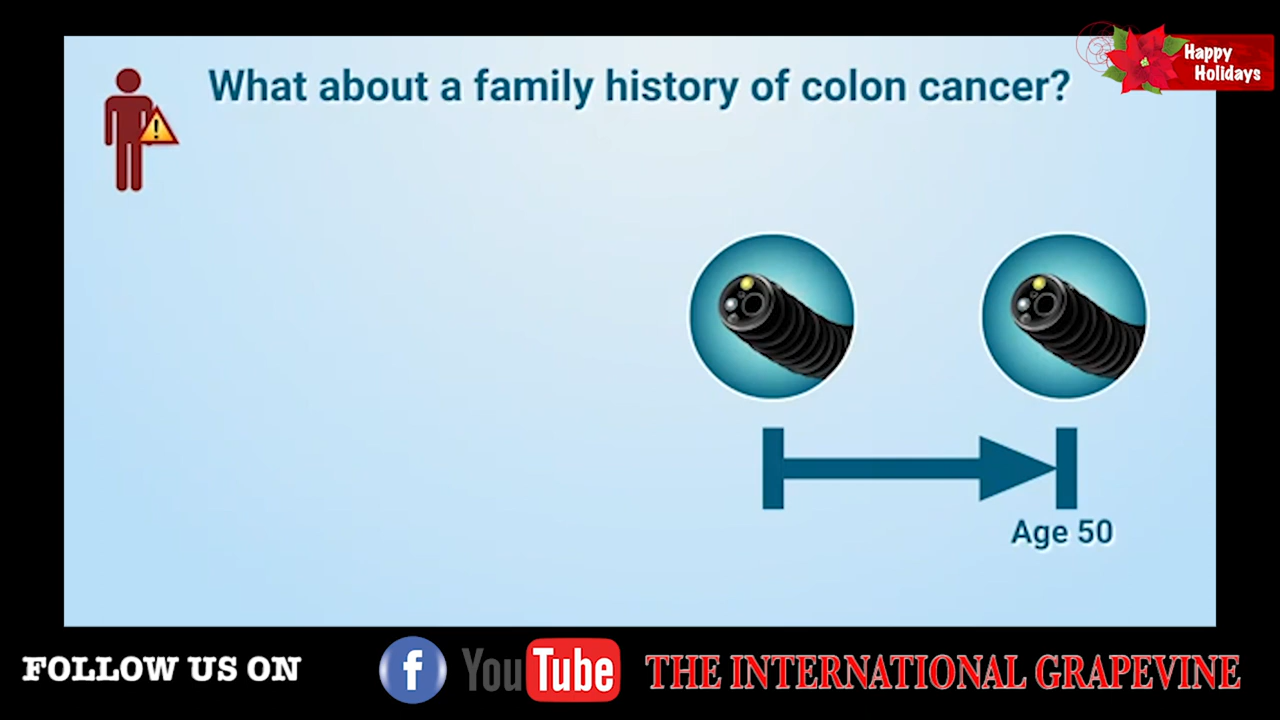 What about a family history of colon cancer?
Happy
Holidays
!
Age 50
FOLLOW US ON
f
YouTube
THE INTERNATIONAL GRAPEVINE